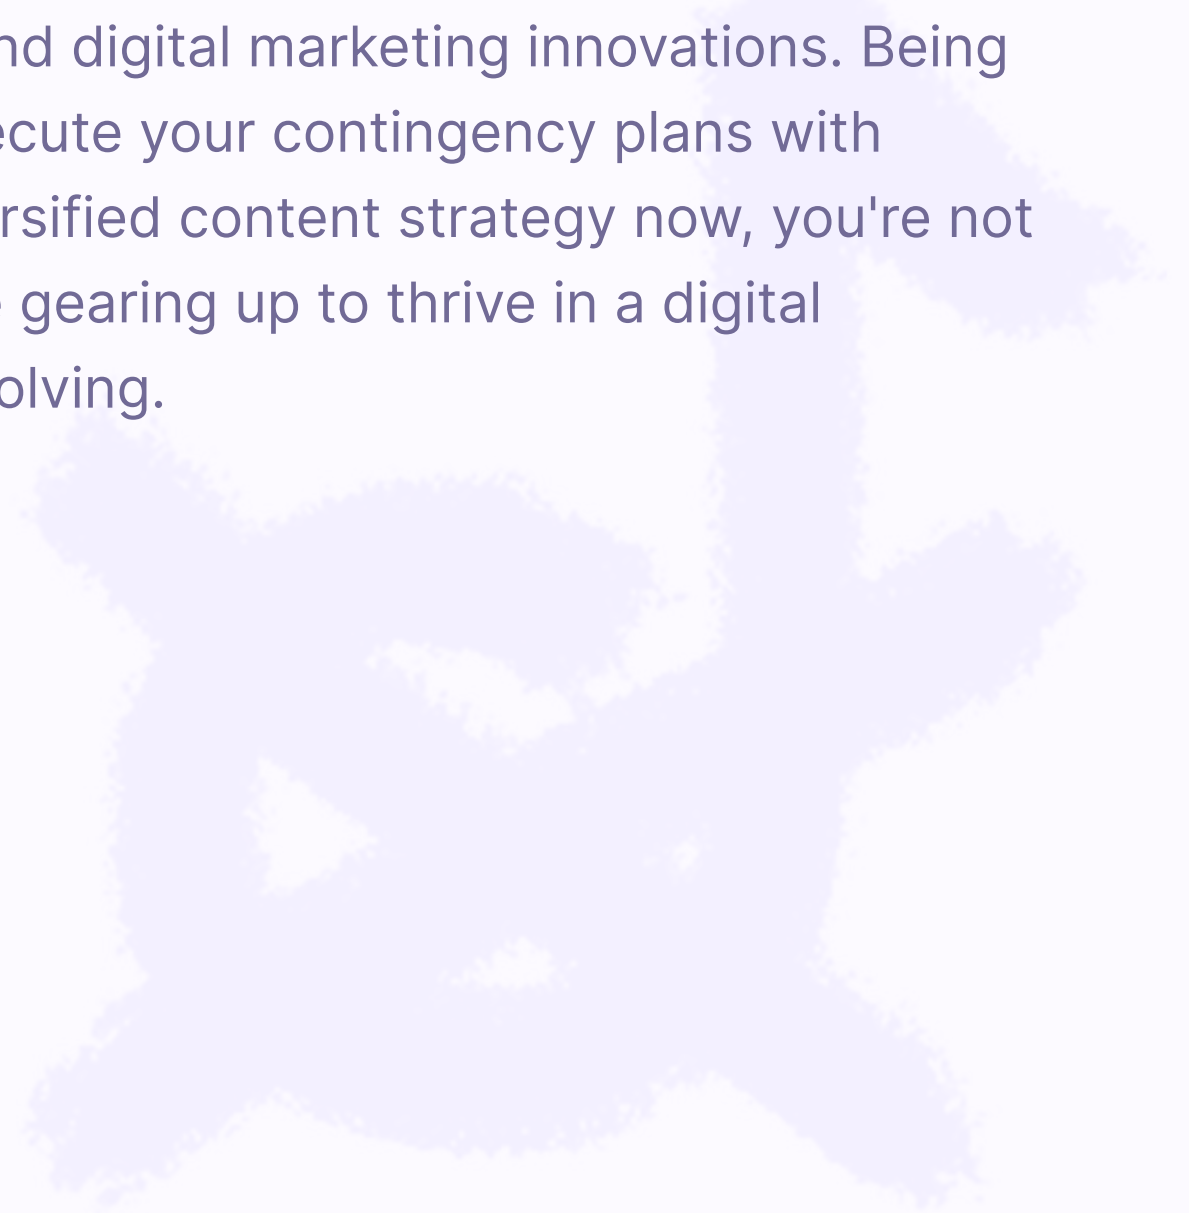 nd digital marketing innovations. Being
ecute your contingency plans with
rsified content strategy now, you're not
e gearing up to thrive in a digital
olving.